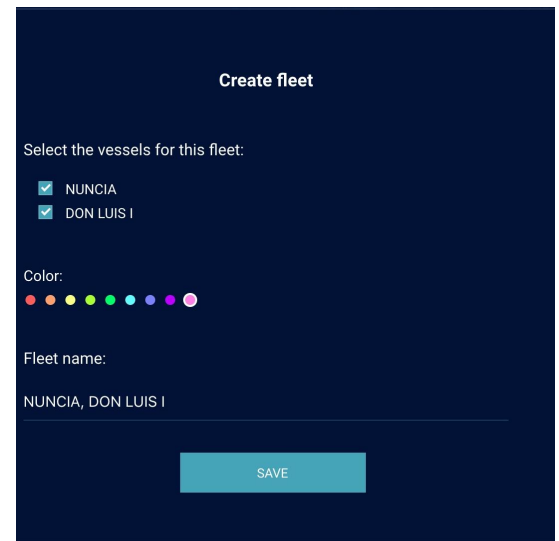 Create fleet
Select the vessels for this fleet:
NUNCIA
DON LUIS I
Color:
Fleet name:
NUNCIA, DON LUIS I
SAVE